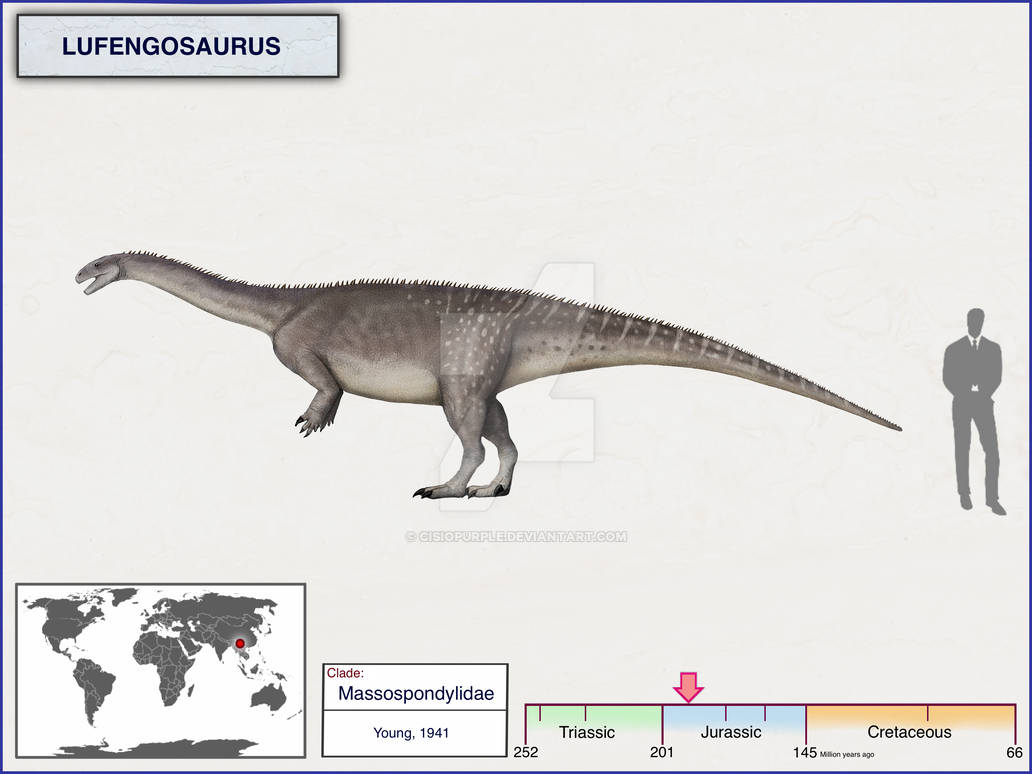 LUFENGOSAURUS
© CISIOPURPLE.DEVIANTART.COM
Clade:
Massospondylidae
Young, 1941
Triassic
Jurassic
Cretaceous
252
201
145
Million years ago
66